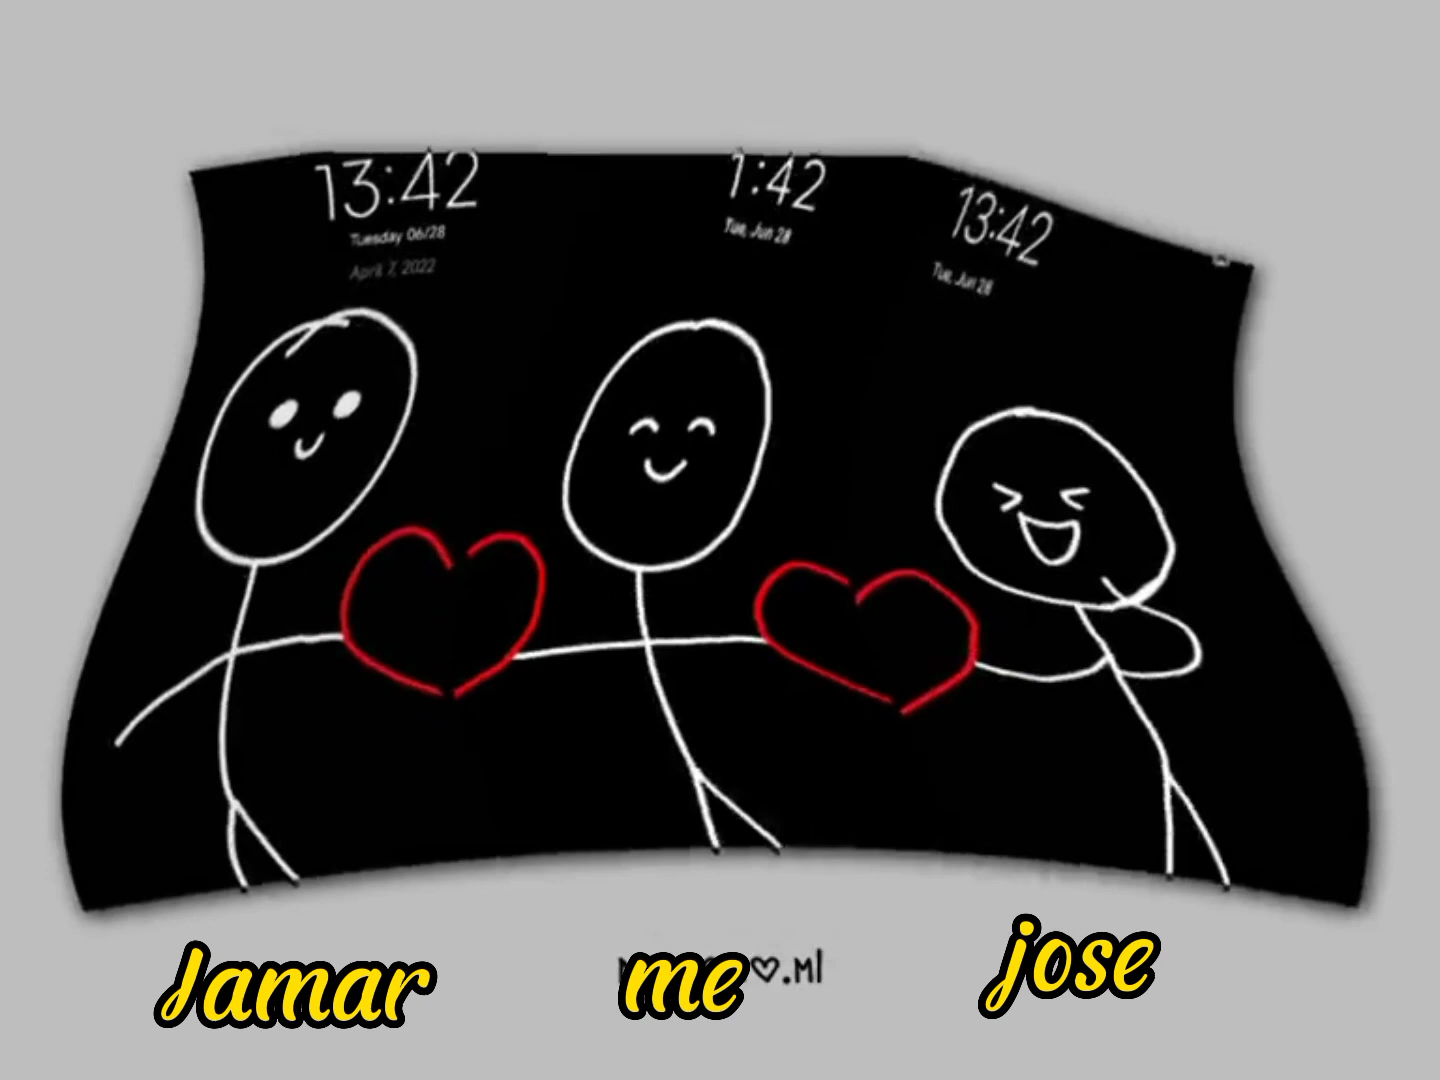 13:42
Tuesday 06/28
April 7, 2022
1:42
Tue, Jun 28
13:42
Tue, Jun 28
♡.ml
Jamar
me
jose